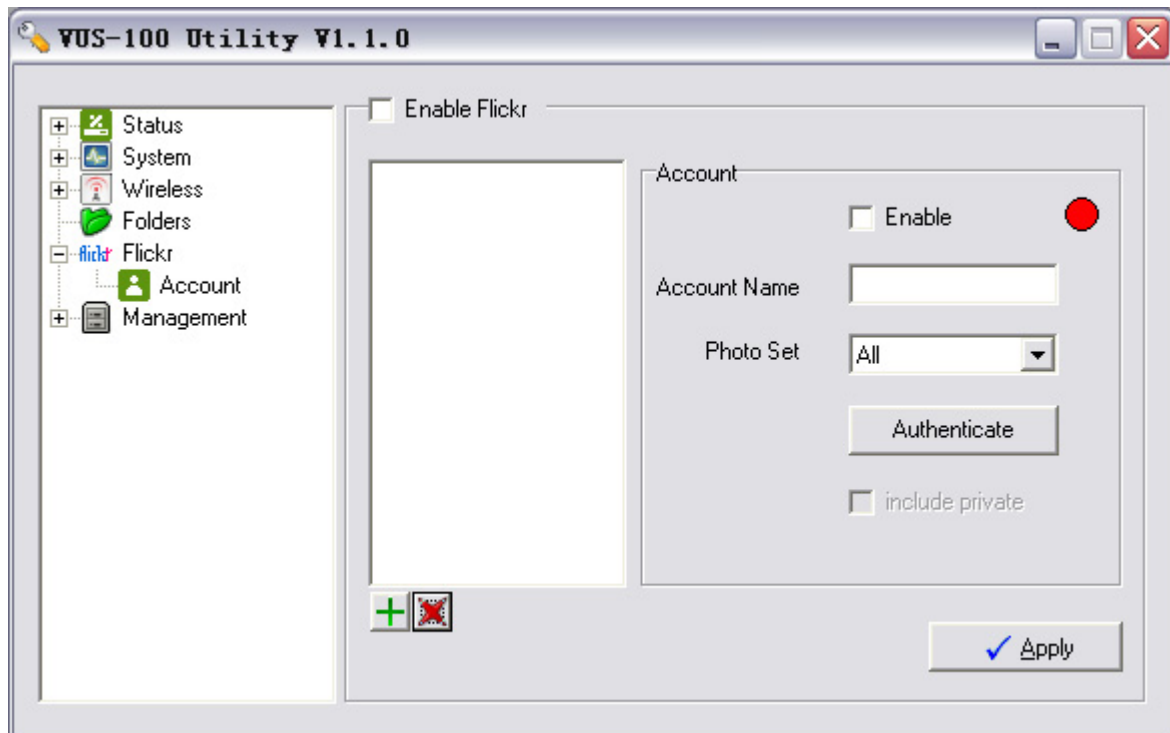 VUS-100 Utility V1.1.0
Status
System
Wireless
Folders
flickr Flickr
Account
Management
Enable Flickr
Account
Enable
Account Name
Photo Set All
Authenticate
include private
Apply